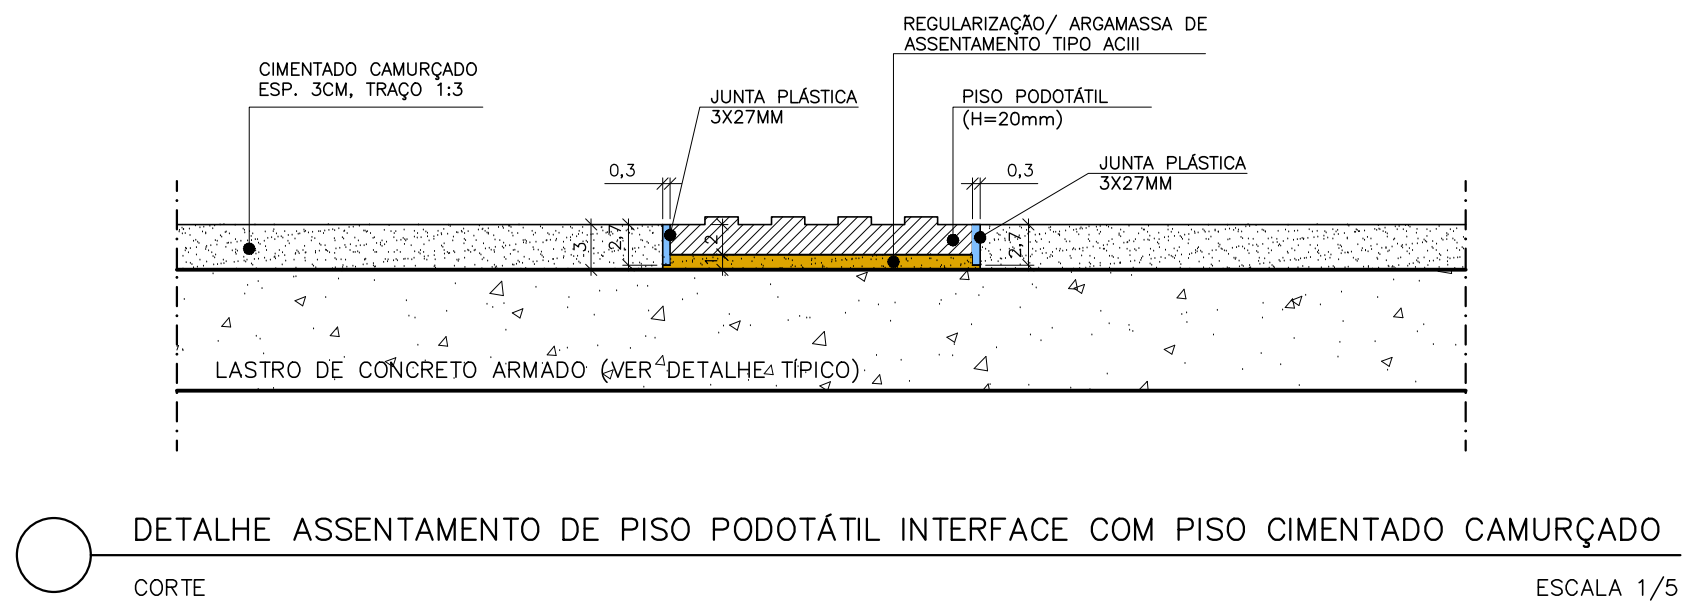 REGULARIZAÇÃO/ ARGAMASSA DE
ASSENTAMENTO TIPO ACIII
CIMENTADO CAMURÇADO
ESP. 3CM, TRAÇO 1:3
JUNTA PLÁSTICA
3X27MM
PISO PODOTÁTIL
(H=20mm)
JUNTA PLÁSTICA
3X27MM
0,3
0,3
3
2,7
2
1
2,7
LASTRO DE CONCRETO ARMADO (VER DETALHE TÍPICO)
DETALHE ASSENTAMENTO DE PISO PODOTÁTIL INTERFACE COM PISO CIMENTADO CAMURÇADO
CORTE
ESCALA 1/5